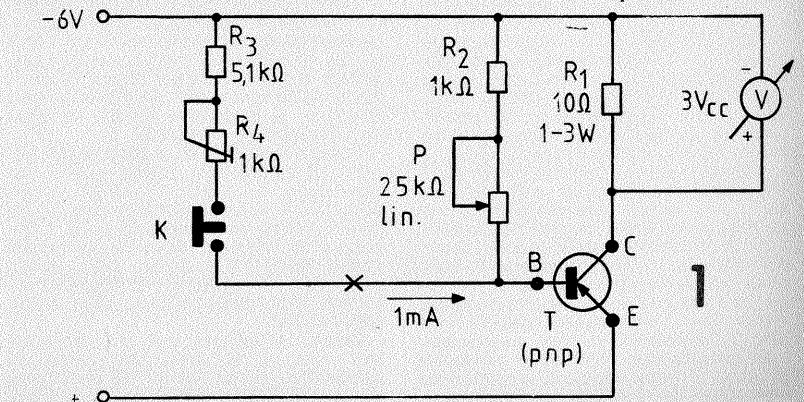 -6V
R3
5,1kΩ
R4
1kΩ
K
R2
1kΩ
P
25kΩ
lin.
R1
10Ω
1-3W
3Vcc
-
V
+
1mA
B
C
T
(pnp)
E
1
+